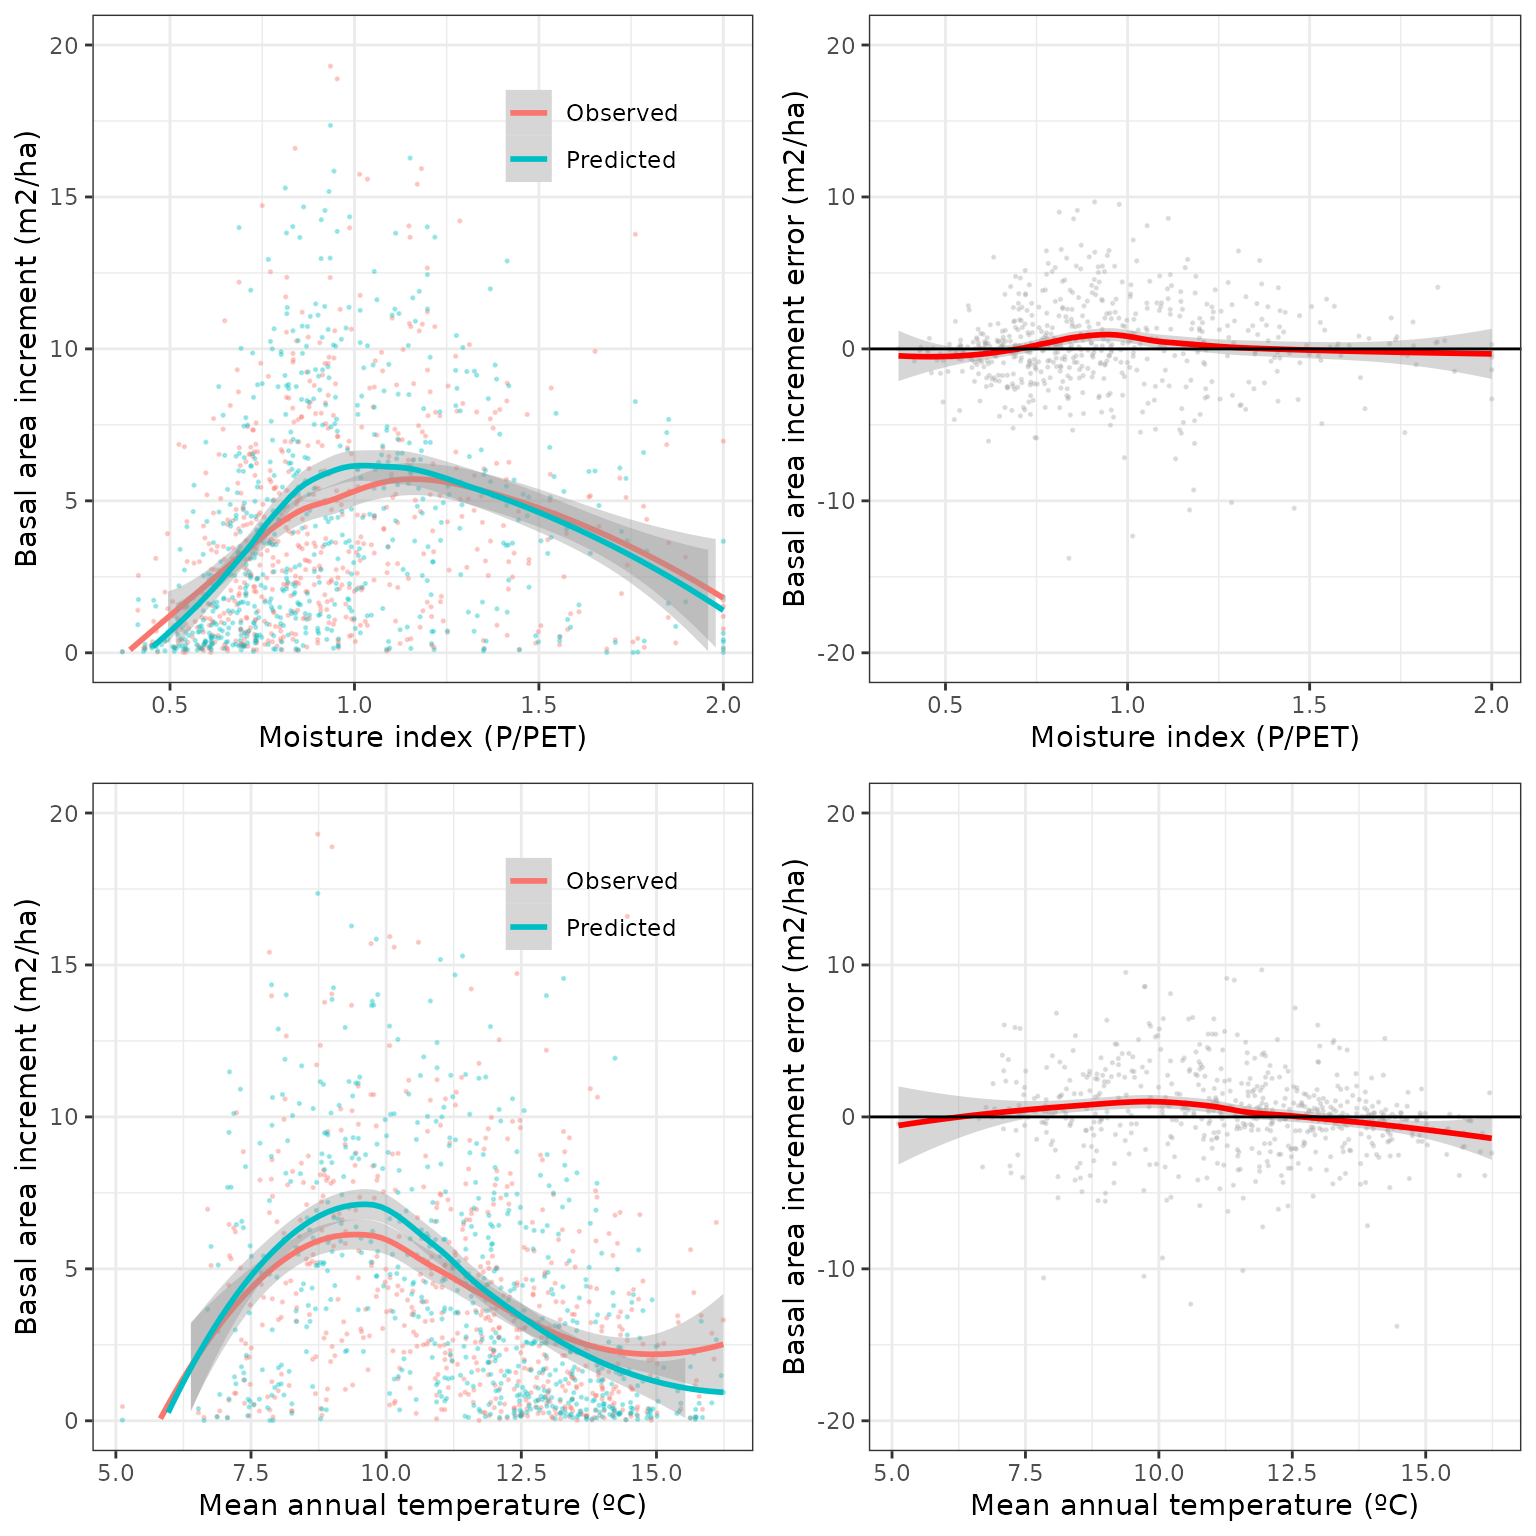 Basal area increment (m2/ha)
20
15
10
5
0
Observed
Predicted
0.5 1.0 1.5 2.0
Moisture index (P/PET)
Basal area increment error (m2/ha)
20
10
0
-10
-20
0.5 1.0 1.5 2.0
Moisture index (P/PET)
Basal area increment (m2/ha)
20
15
10
5
0
Observed
Predicted
5.0 7.5 10.0 12.5 15.0
Mean annual temperature (ºC)
Basal area increment error (m2/ha)
20
10
0
-10
-20
5.0 7.5 10.0 12.5 15.0
Mean annual temperature (ºC)